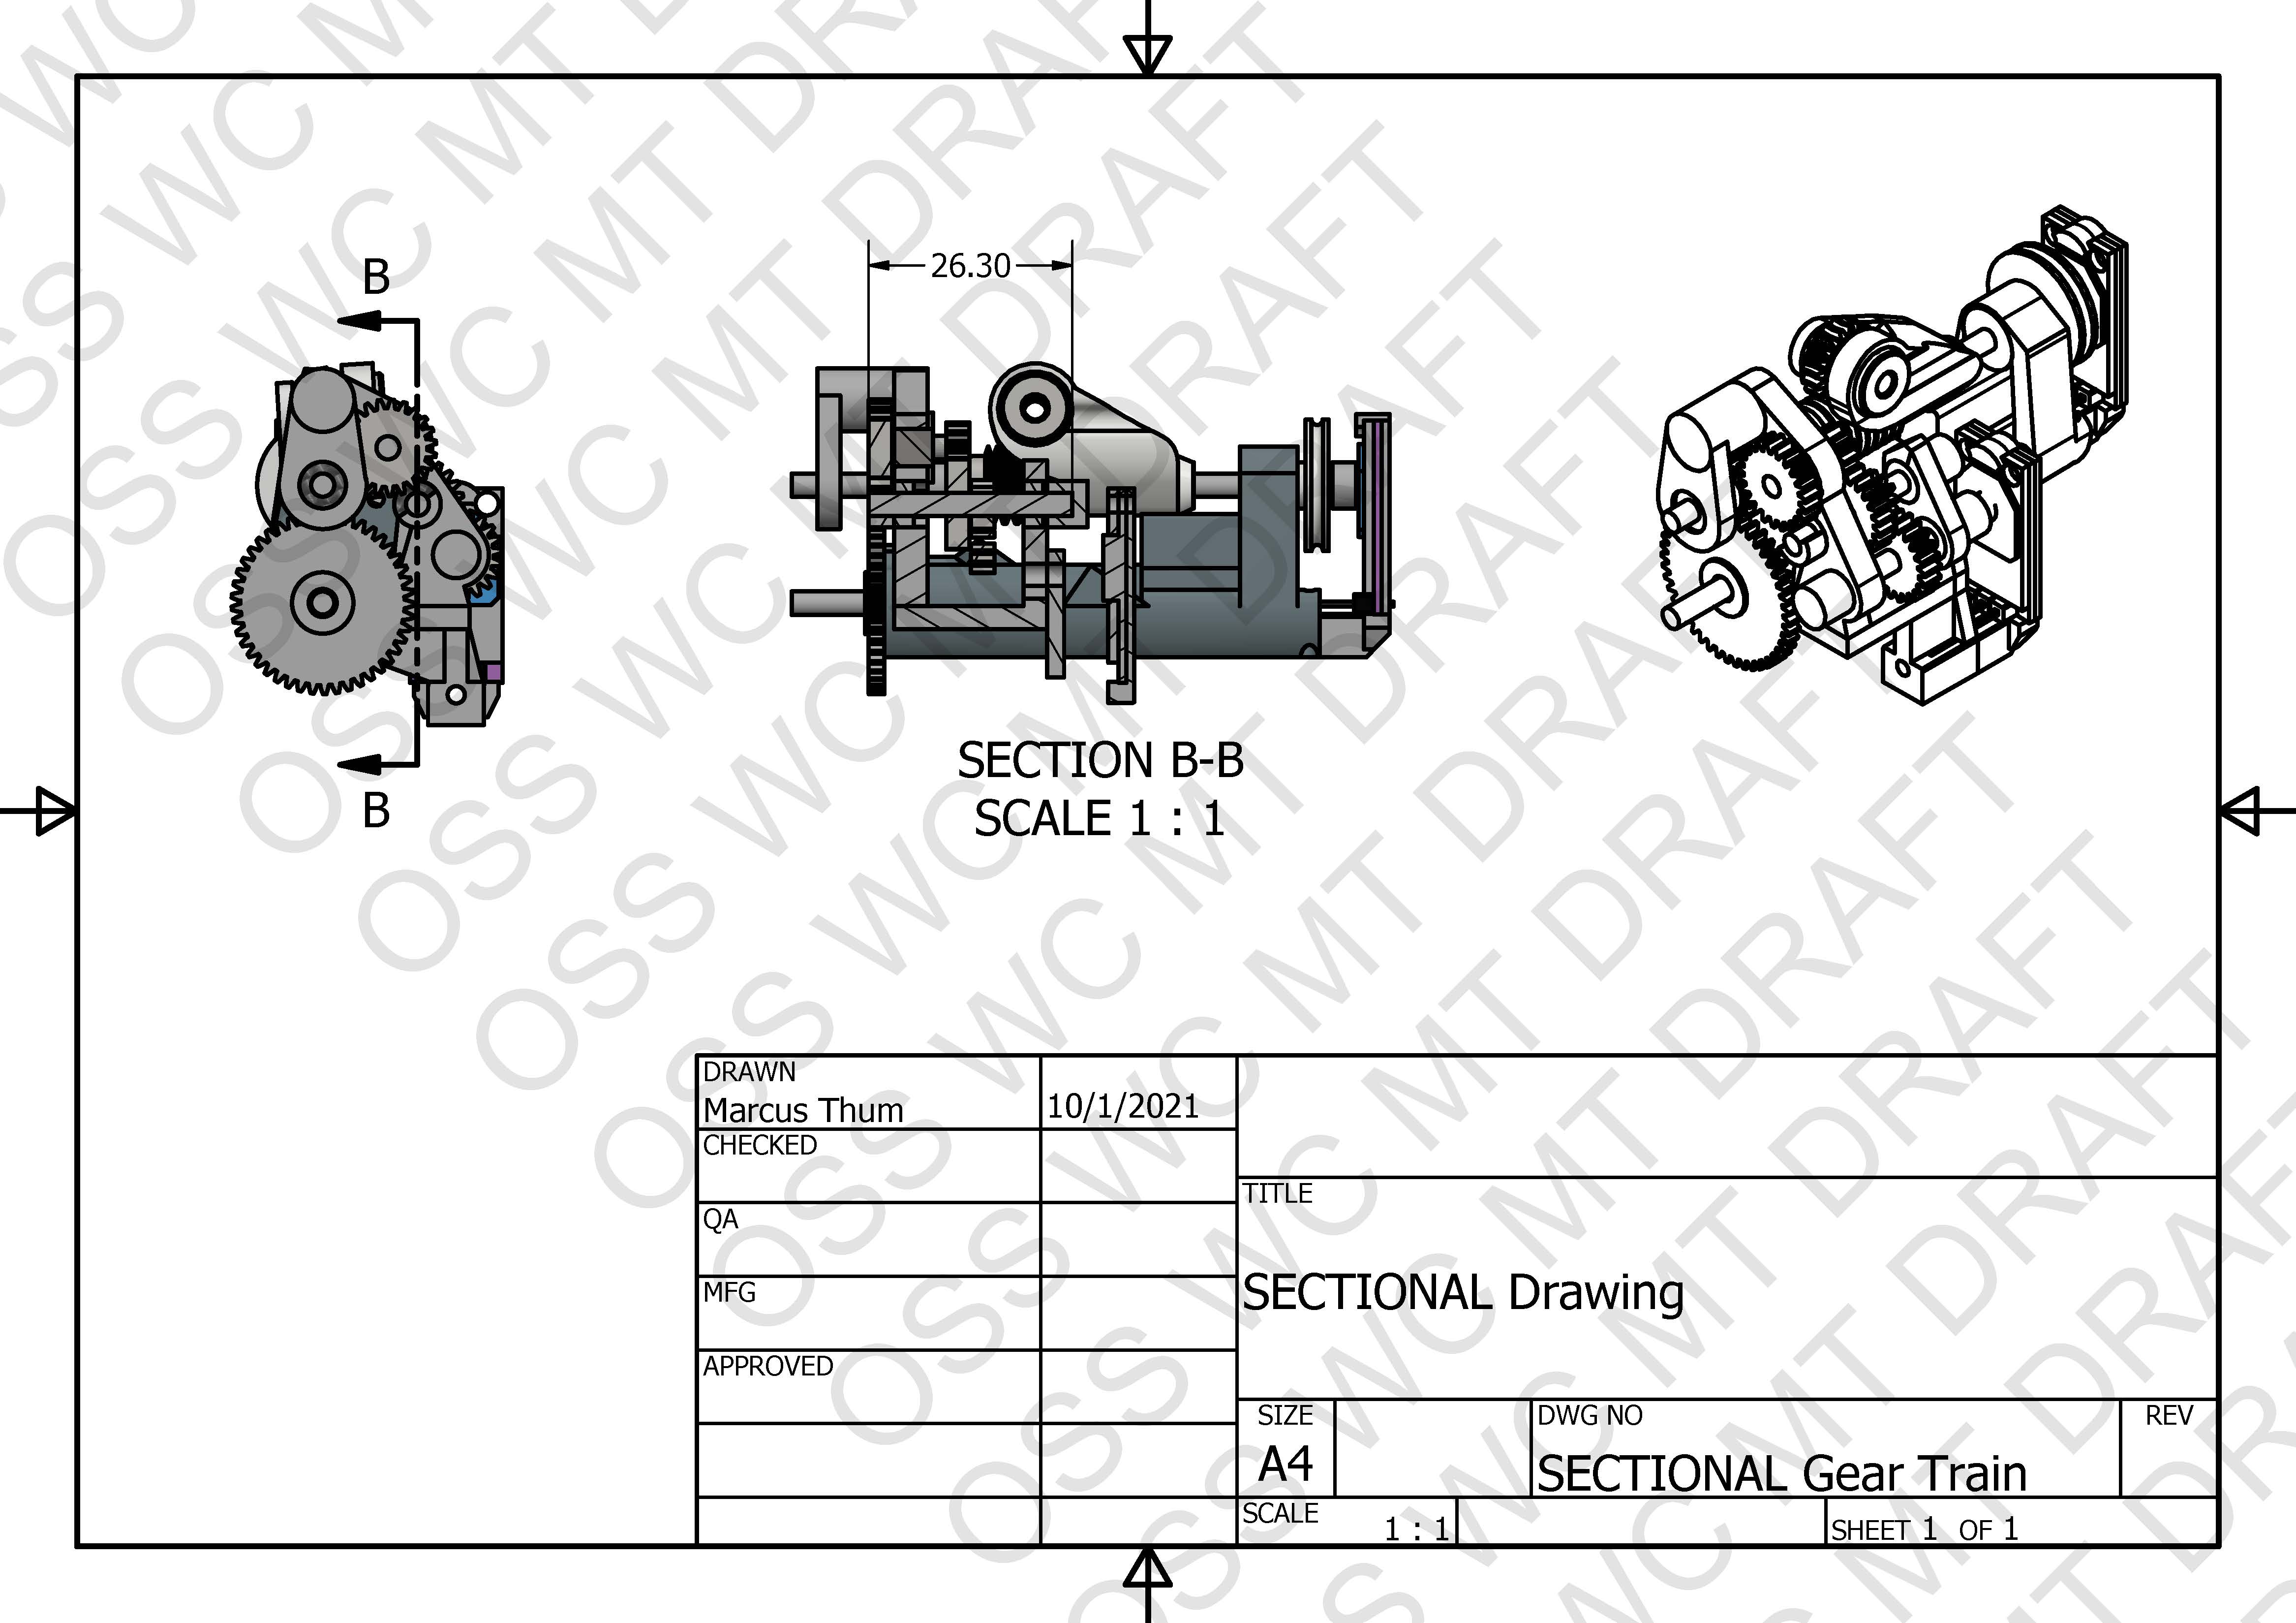 B
B
26.30
SECTION B-B
SCALE 1 : 1
DRAWN
Marcus Thum
10/1/2021
CHECKED
QA
MFG
APPROVED
TITLE
SECTIONAL Drawing
SIZE
A4
DWG NO
SECTIONAL Gear Train
REV
SCALE
1 : 1
SHEET 1 OF 1
OSS WC MT DRAFT